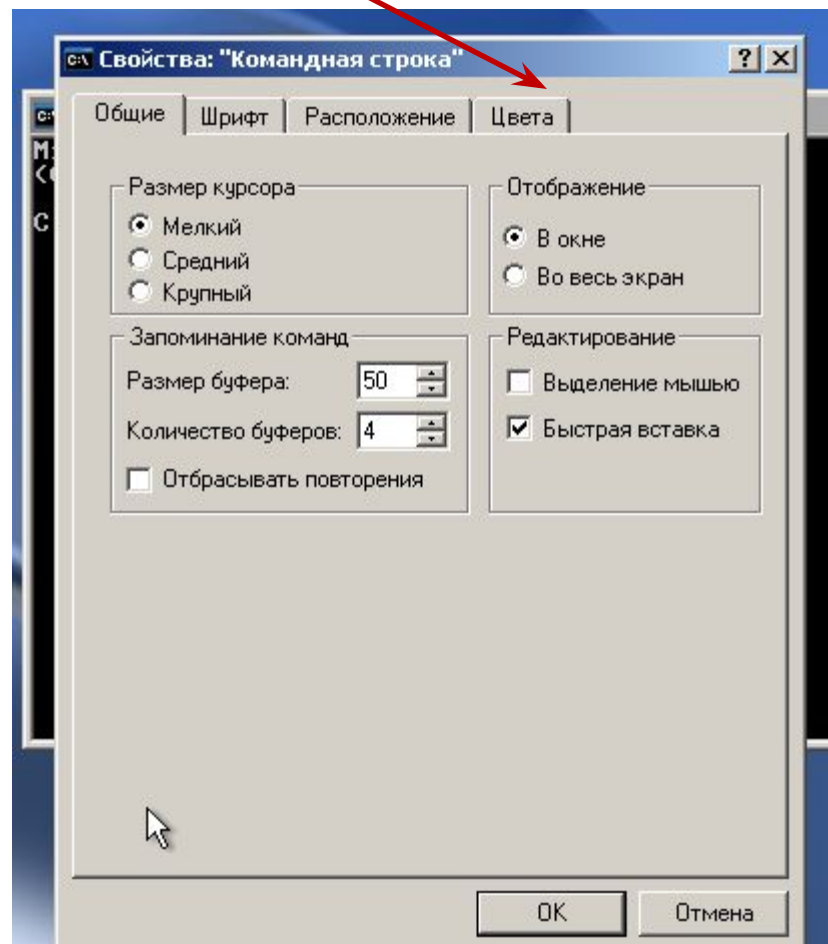 Свойства: "Командная строка"
Общие Шрифт Расположение Цвета
Размер курсора
Мелкий
Средний
Крупный
Отображение
В окне
Во весь экран
Запоминание команд
Размер буфера: 50
Количество буферов: 4
Отбрасывать повторения
Редактирование
Выделение мышью
Быстрая вставка
OK Отмена